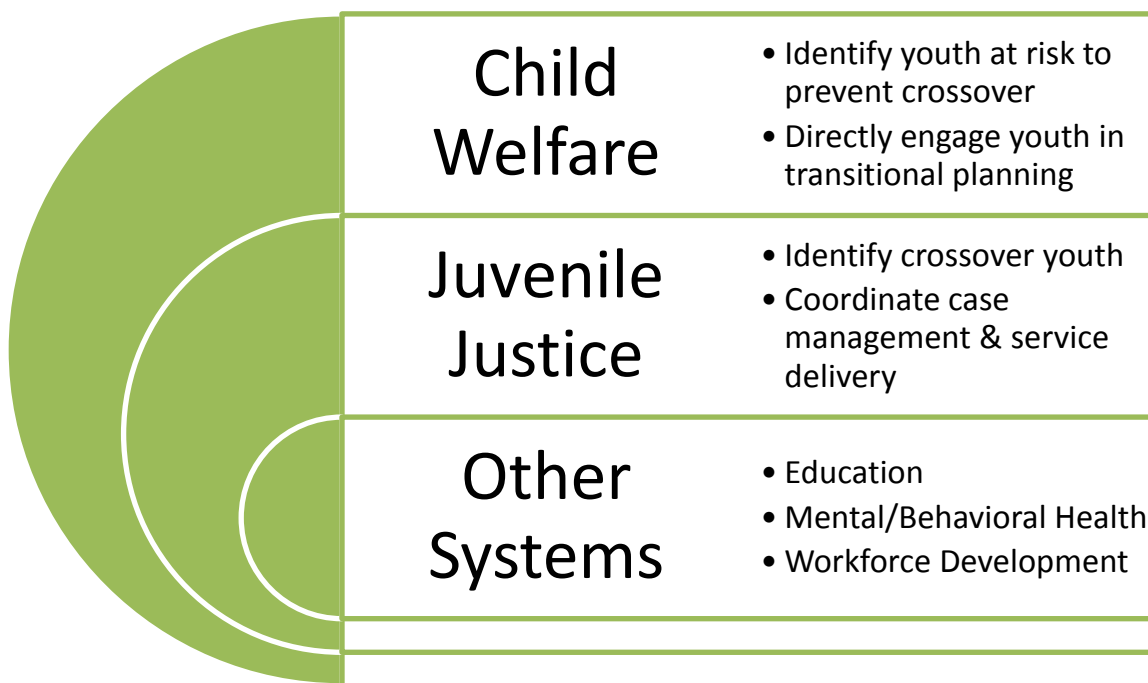 Child
Welfare
• Identify youth at risk to
prevent crossover
• Directly engage youth in
transitional planning
Juvenile
Justice
• Identify crossover youth
• Coordinate case
management & service
delivery
Other
Systems
• Education
• Mental/Behavioral Health
• Workforce Development